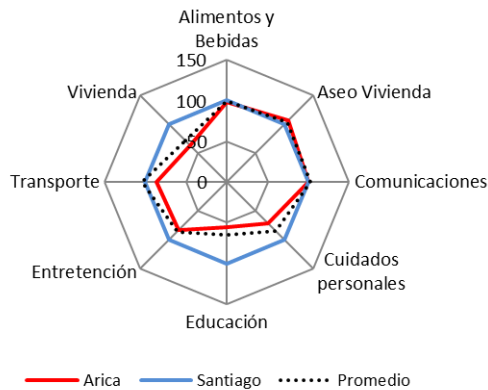 Alimentos y
Bebidas
150
100
50
0
Aseo Vivienda
Comunicaciones
Cuidados
personales
Educación
Entretención
Transporte
Vivienda
Arica
Santiago
Promedio